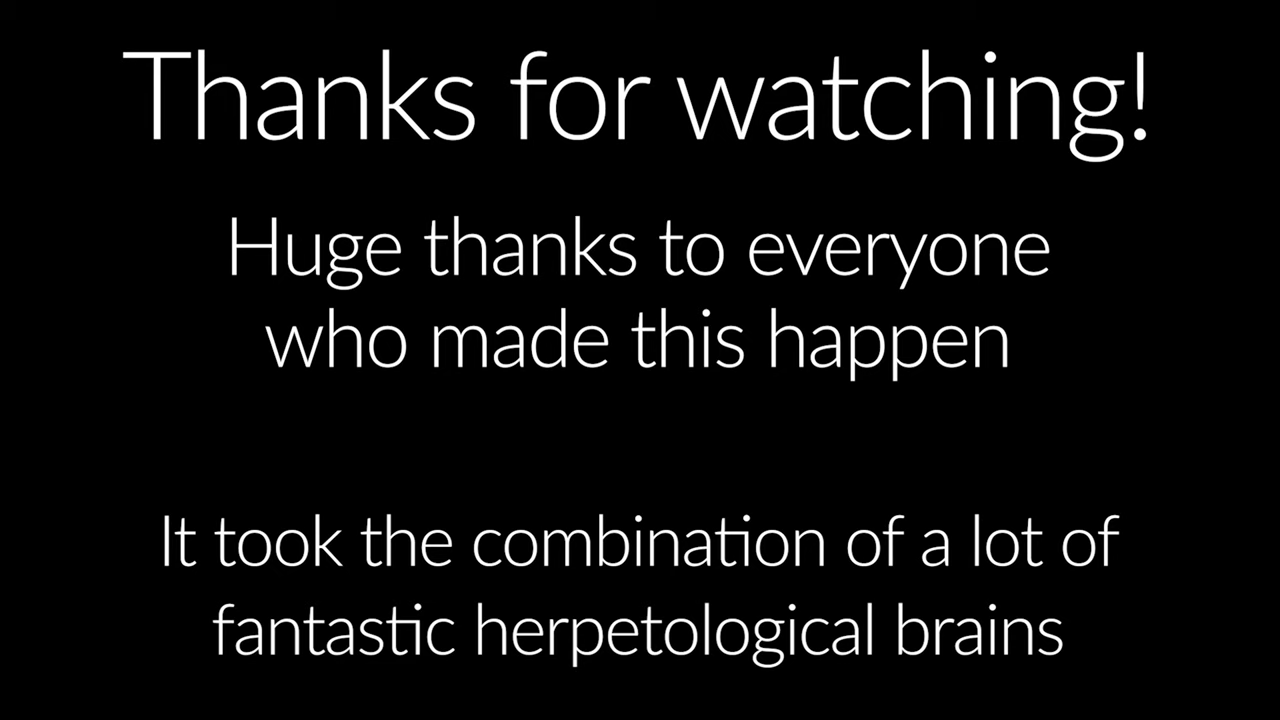 Thanks for watching!
Huge thanks to everyone
who made this happen
It took the combination of a lot of
fantastic herpetological brains